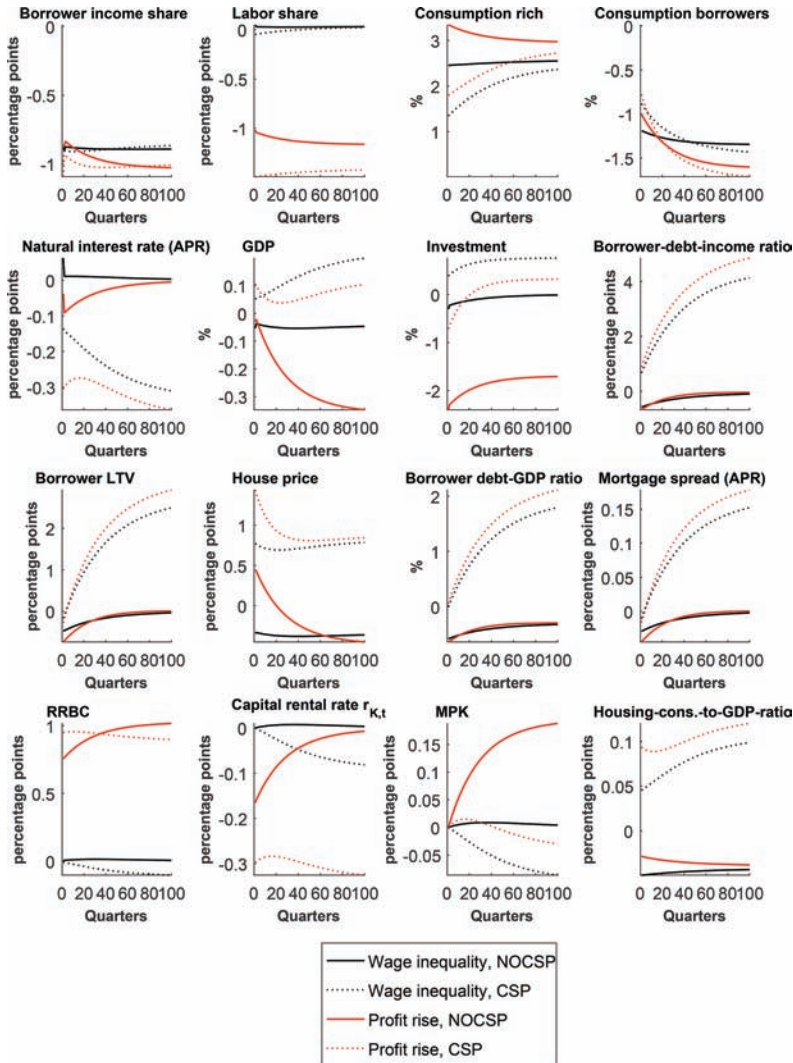 Borrower income share
0
-0.5
-1
percentage points
0 20 40 60 80100
Quarters
Labor share
0
-0.5
-1
percentage points
0 20 40 60 80100
Quarters
Consumption rich
3
2
1
%
0 20 40 60 80100
Quarters
Consumption borrowers
0
-0.5
-1
-1.5
%
0 20 40 60 80100
Quarters
Natural interest rate (APR)
0
-0.1
-0.2
-0.3
percentage points
0 20 40 60 80100
Quarters
GDP
0.1
0
-0.1
-0.2
-0.3
%
0 20 40 60 80100
Quarters
Investment
0
-1
-2
%
0 20 40 60 80100
Quarters
Borrower-debt-income ratio
4
2
0
percentage points
0 20 40 60 80100
Quarters
Borrower LTV
2
1
0
percentage points
0 20 40 60 80100
Quarters
House price
1
0.5
0
percentage points
0 20 40 60 80100
Quarters
Borrower debt-GDP ratio
2
1
0
%
0 20 40 60 80100
Quarters
Mortgage spread (APR)
0.15
0.1
0.05
0
percentage points
0 20 40 60 80100
Quarters
RRBC
1
0.5
0
percentage points
0 20 40 60 80100
Quarters
Capital rental rate rK,t
0
-0.1
-0.2
-0.3
percentage points
0 20 40 60 80100
Quarters
MPK
0.15
0.1
0.05
0
-0.05
percentage points
0 20 40 60 80100
Quarters
Housing-cons.-to-GDP-ratio
0.1
0.05
0
percentage points
0 20 40 60 80100
Quarters
Wage inequality, NOCSP
Wage inequality, CSP
Profit rise, NOCSP
Profit rise, CSP